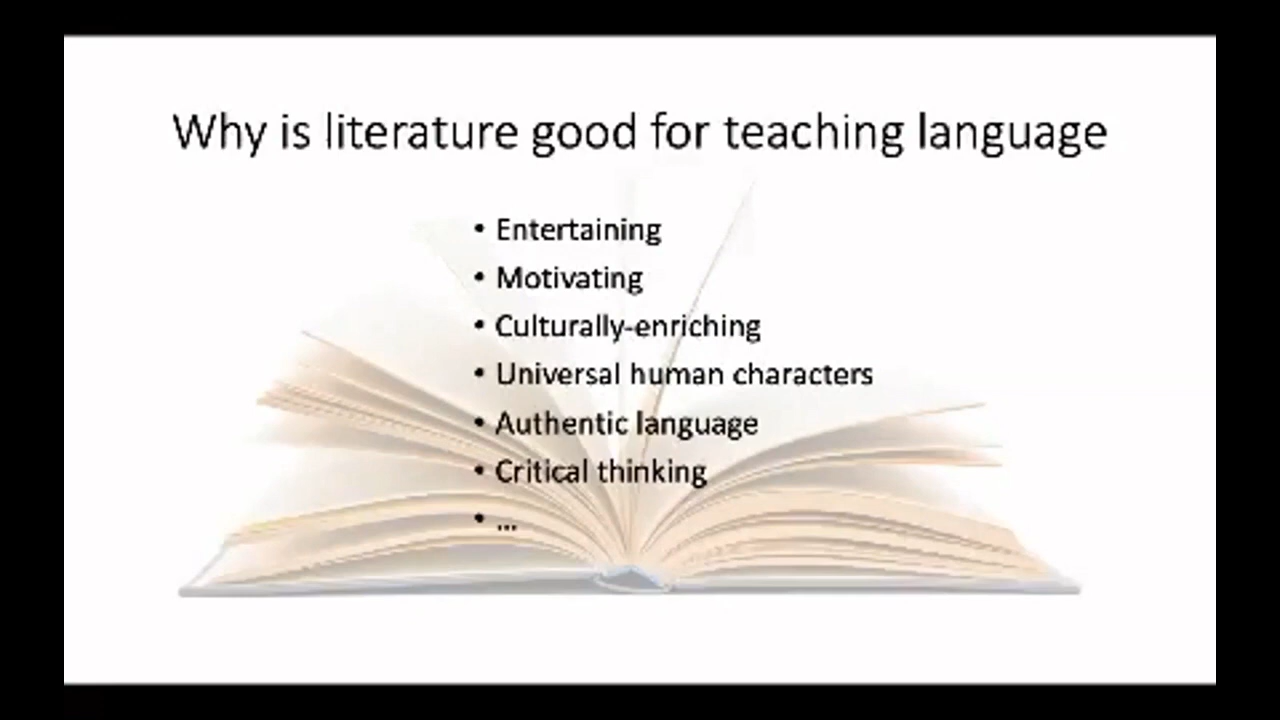 Why is literature good for teaching language
• Entertaining
• Motivating
• Culturally-enriching
• Universal human characters
• Authentic language
• Critical thinking
• ...